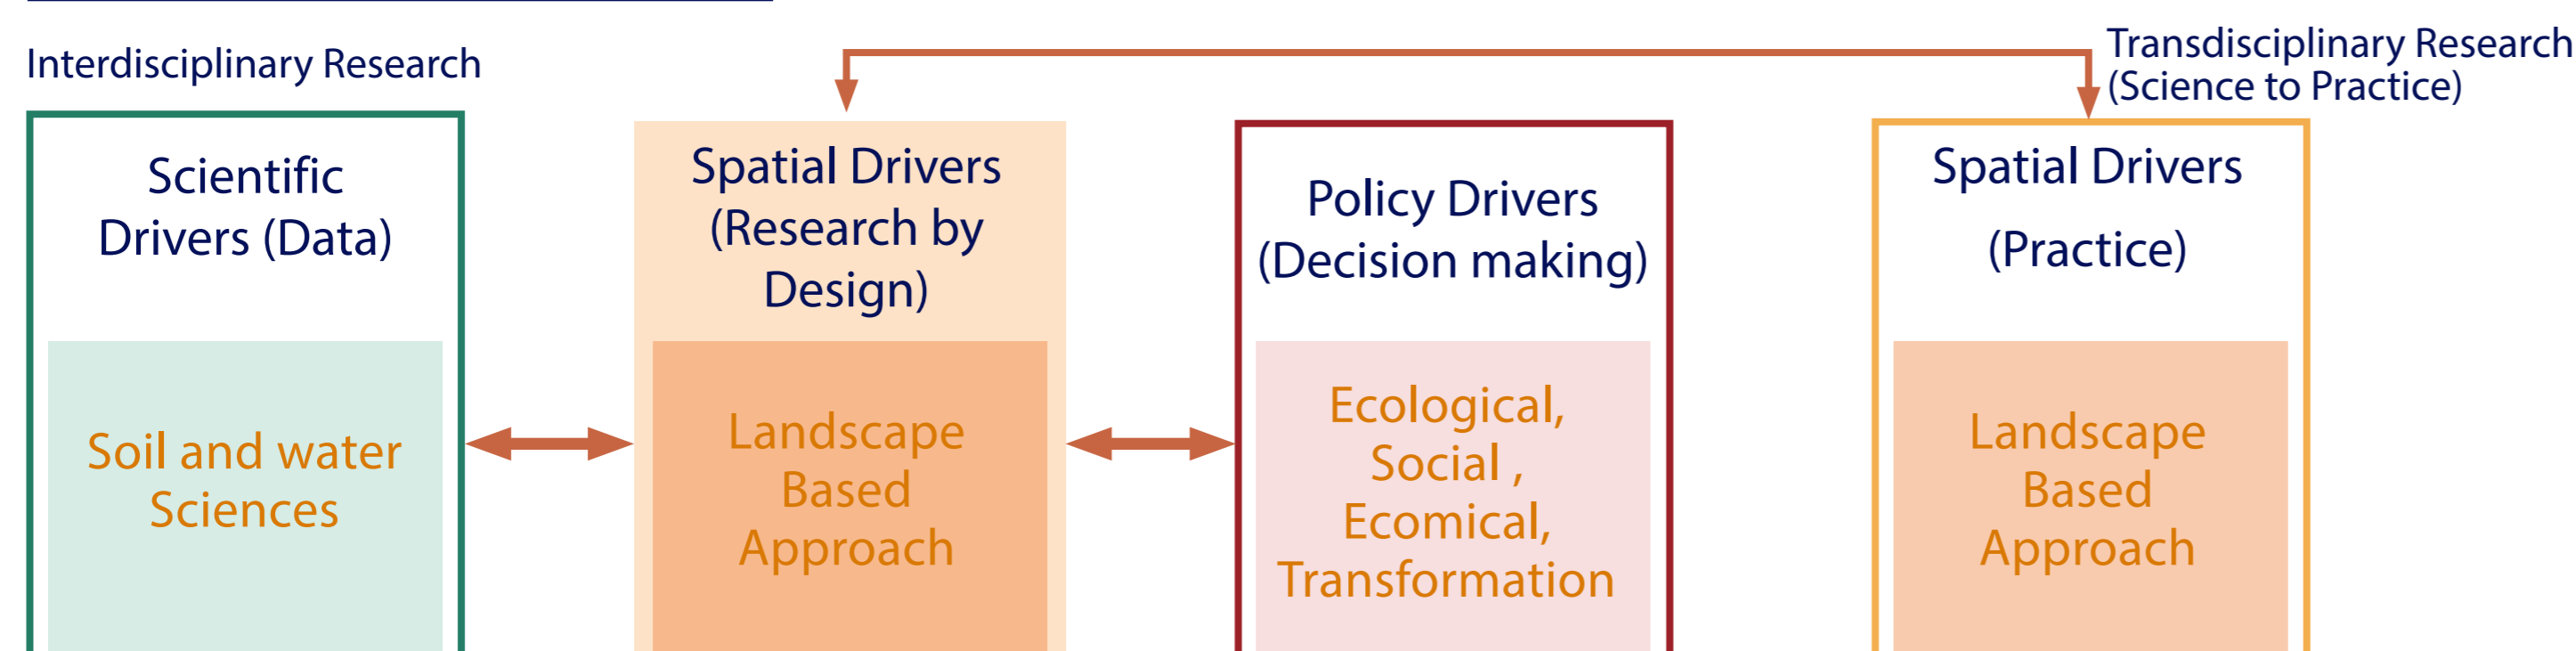 Interdisciplinary Research
Transdisciplinary Research
(Science to Practice)
Scientific
Drivers (Data)
Soil and water
Sciences
Spatial Drivers
(Research by
Design)
Landscape
Based
Approach
Policy Drivers
(Decision making)
Ecological,
Social ,
Ecomical,
Transformation
Spatial Drivers
(Practice)
Landscape
Based
Approach